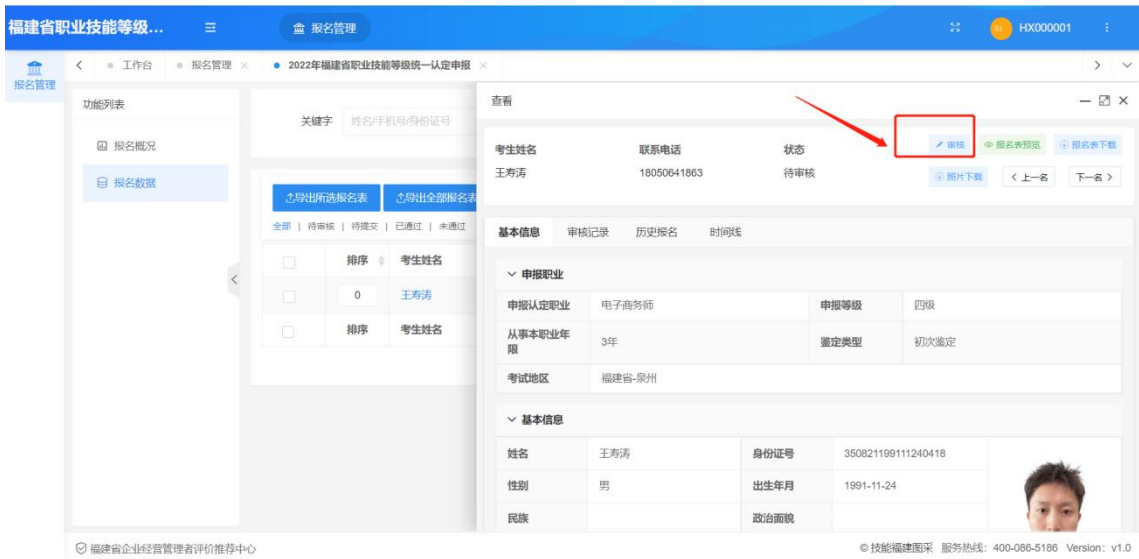 福建省职业技能等级...
报名管理
HX000001
报名管理
工作台
报名管理
2022年福建省职业技能等级统一认定申报
功能列表
报名概况
报名数据
关键字 姓名/手机号/身份证号
导出所选报名表 导出全部报名表
全部 | 待审核 | 待提交 | 已通过 | 未通过
排序 考生姓名
0 王寿涛
排序 考生姓名
查看
考生姓名 联系电话 状态
王寿涛 18050641863 待审核
审核 报名表预览 报名表下载
照片下载 上一名 下一名
基本信息 审核记录 历史报名 时间线
申报职业
申报认定职业 电子商务师 申报等级 四级
从事本职业年限 3年 鉴定类型 初次鉴定
考试地区 福建省-泉州
基本信息
姓名 王寿涛 身份证号 350821199111240418
性别 男 出生年月 1991-11-24
民族 政治面貌
福建省企业经营管理者评价推荐中心
©技能福建图采 服务热线：400-086-5186 Version：v1.0